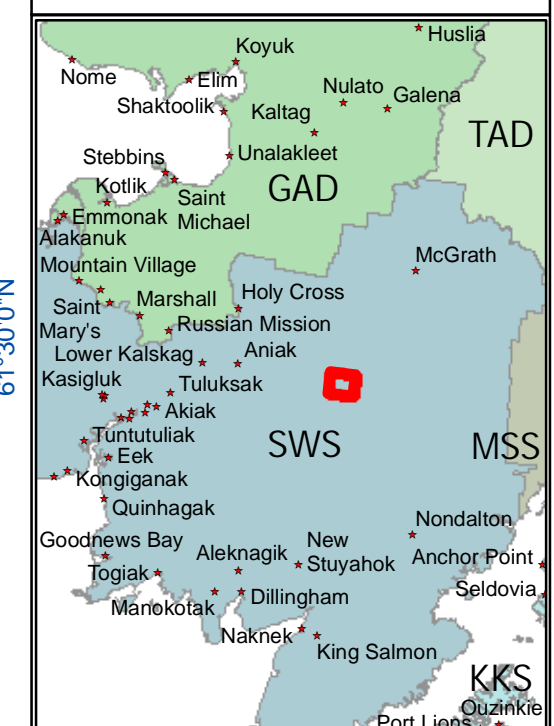 Huslia
Koyuk
Nome
Elim
Nulato
Galena
Shaktoolik
Kaltag
TAD
Stebbins
Unalakleet
Kotlik
GAD
Saint
Michael
Emmonak
Alakanuk
McGrath
Mountain Village
Holy Cross
Saint
Mary's
Marshall
Russian Mission
61°30'0"N
Lower Kalskag
Aniak
Kasigluk
Tuluksak
Akiak
Tuntutuliak
SWS
MSS
Eek
Kongiganak
Quinhagak
Nondalton
Goodnews Bay
New
Stuyahok
Aleknagik
Anchor Point
Togiak
Seldovia
Manokotak
Dillingham
Naknek
King Salmon
KKS
Ouzinkie
Port Lions